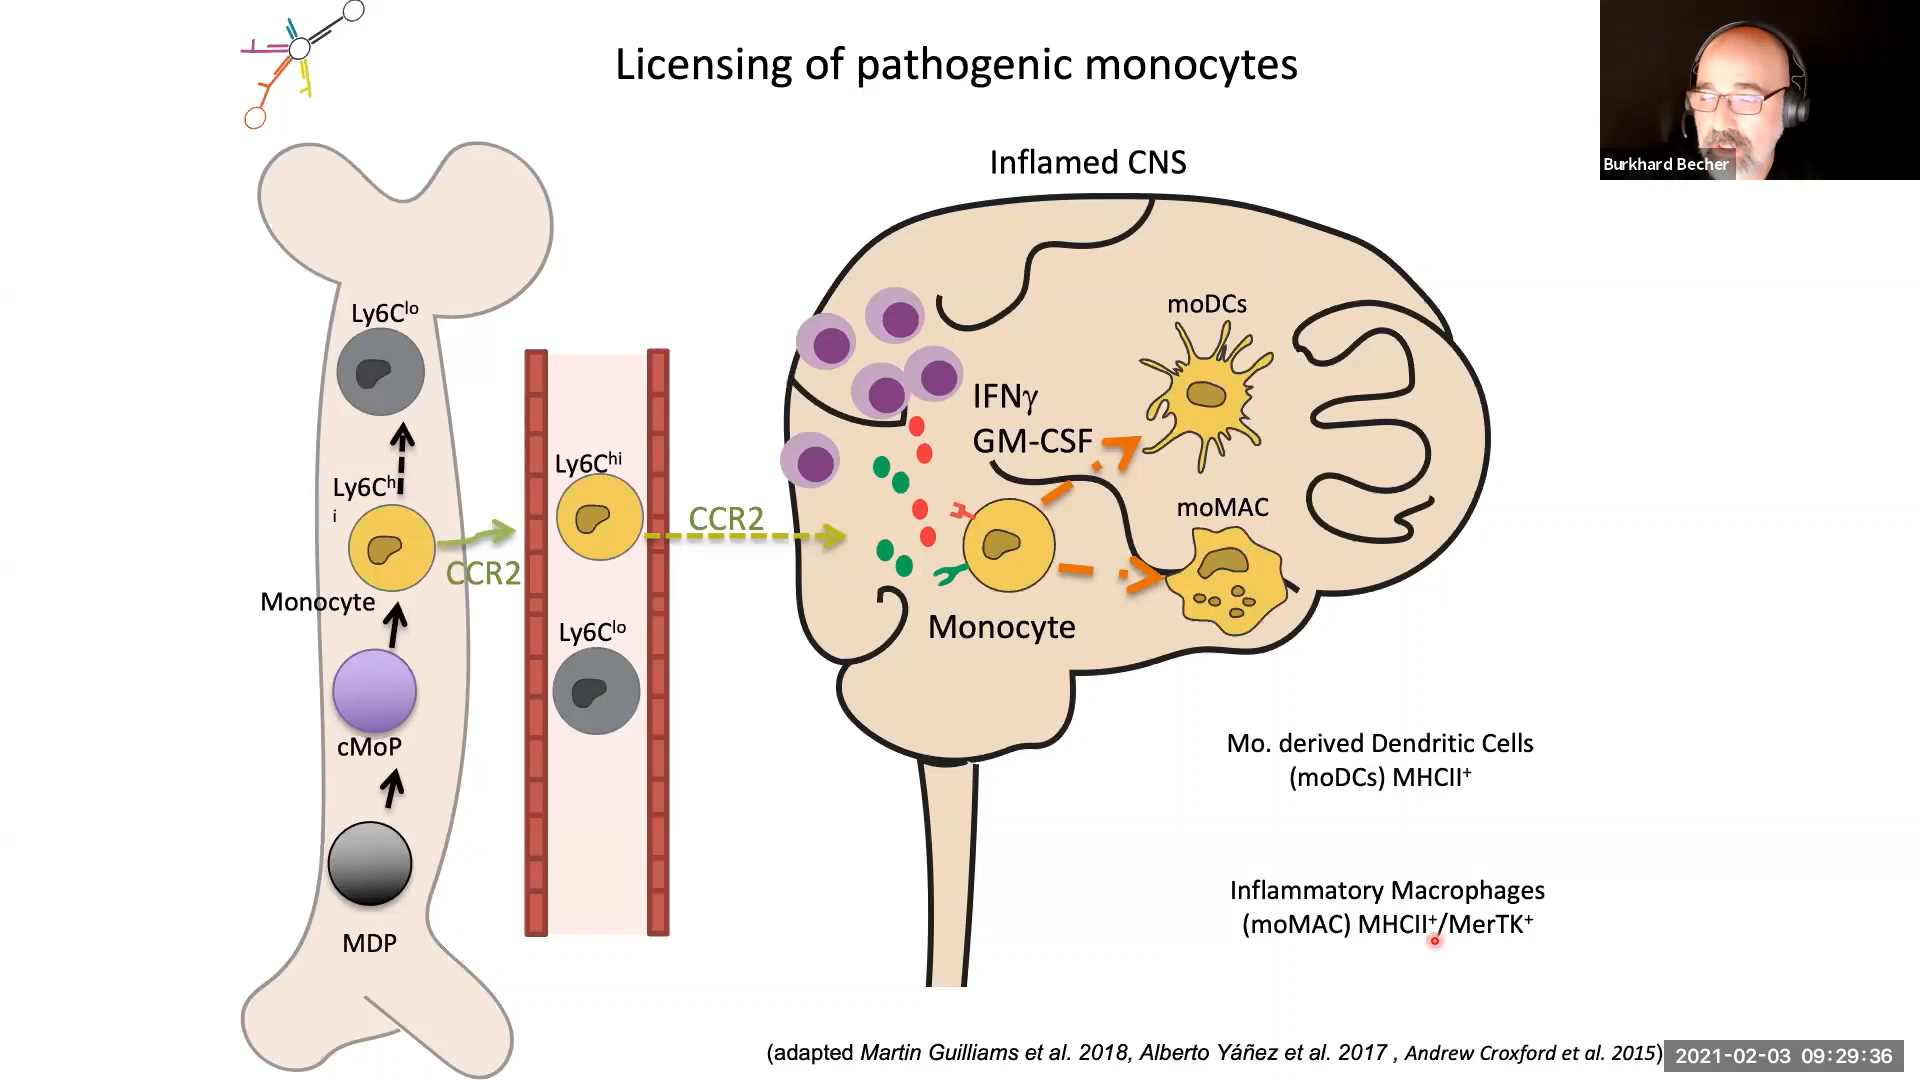 Licensing of pathogenic monocytes
Burkhard Becher
Inflamed CNS
Ly6Clo
Ly6Ch
i
Monocyte
cMoP
MDP
CCR2
Ly6Chi
Ly6Clo
CCR2
IFNγ
GM-CSF
Monocyte
moDCs
moMAC
Mo. derived Dendritic Cells
(moDCs) MHCII+
Inflammatory Macrophages
(moMAC) MHCII+/MerTK+
(adapted Martin Guilliams et al. 2018, Alberto Yáñez et al. 2017 , Andrew Croxford et al. 2015)
2021-02-03 09:29:36